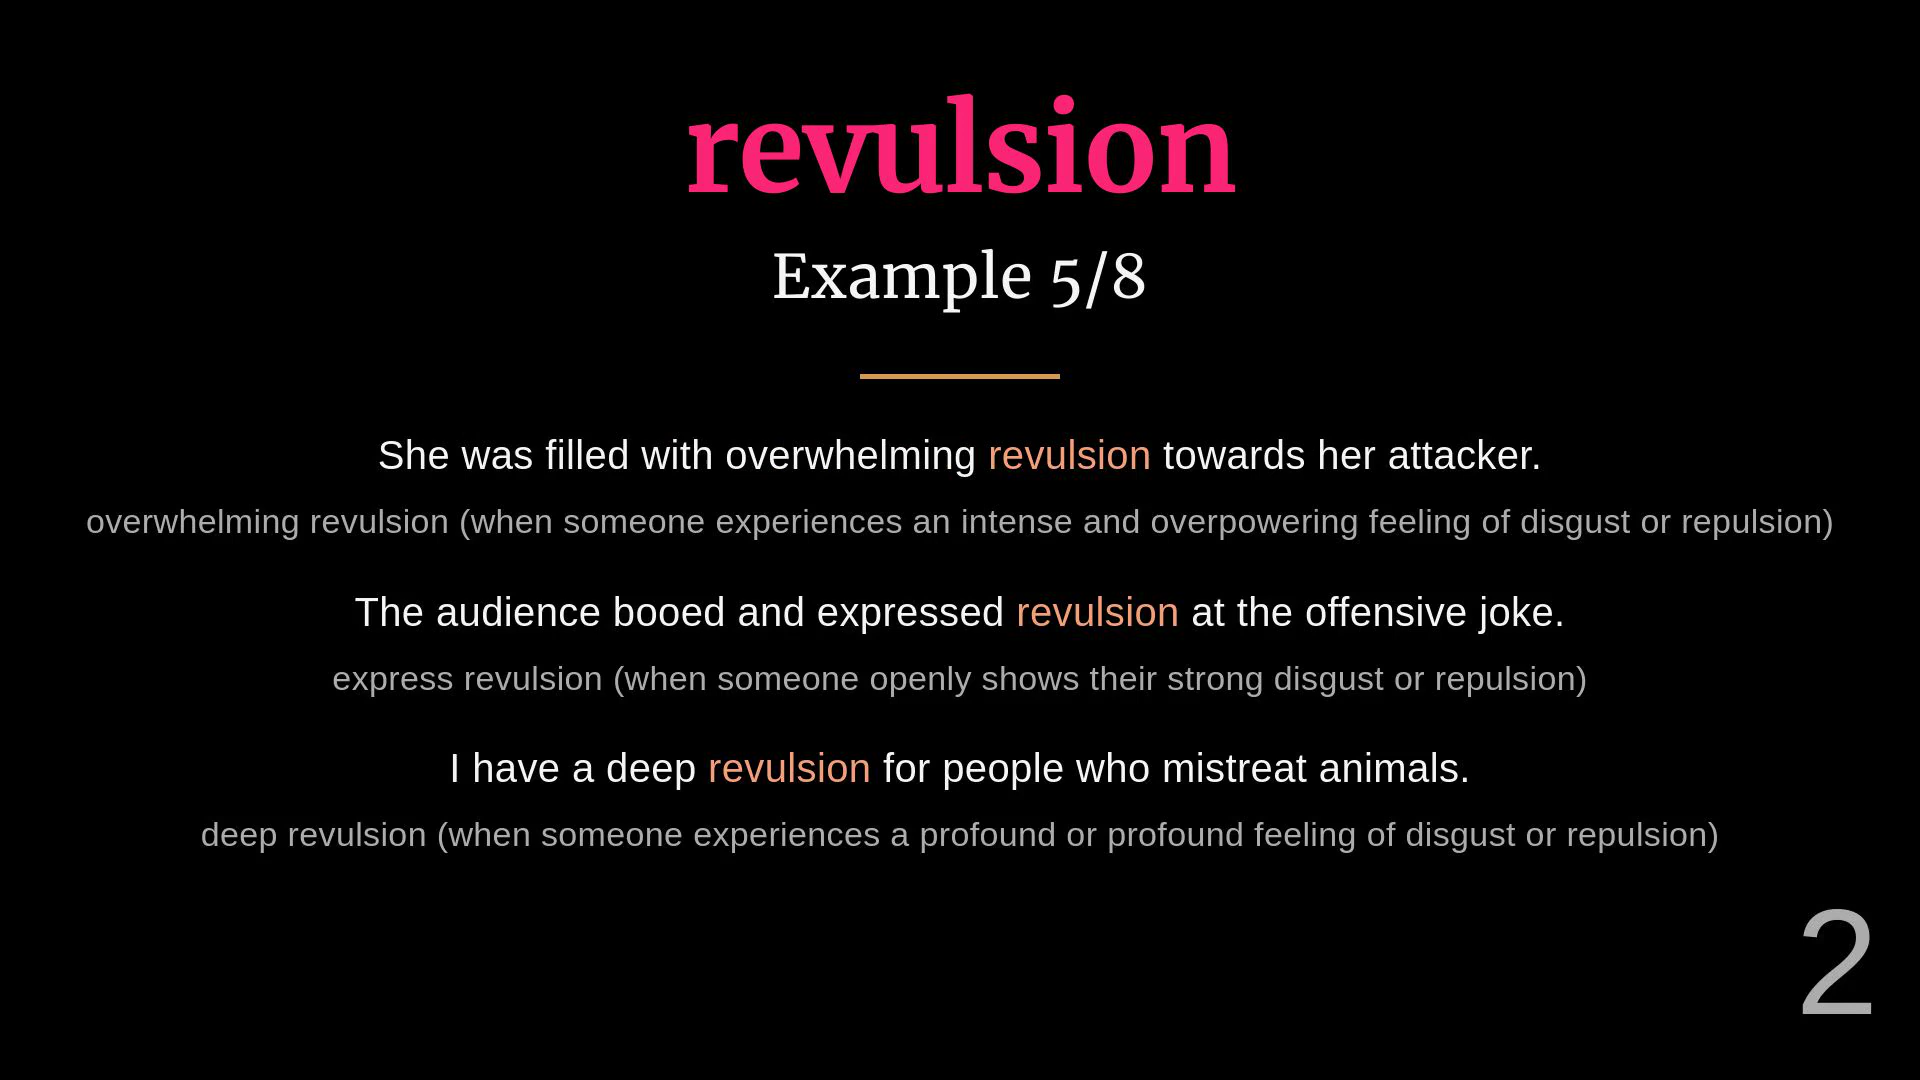 revulsion
Example 5/8
She was filled with overwhelming revulsion towards her attacker.
overwhelming revulsion (when someone experiences an intense and overpowering feeling of disgust or repulsion)
The audience booed and expressed revulsion at the offensive joke.
express revulsion (when someone openly shows their strong disgust or repulsion)
I have a deep revulsion for people who mistreat animals.
deep revulsion (when someone experiences a profound or profound feeling of disgust or repulsion)
2